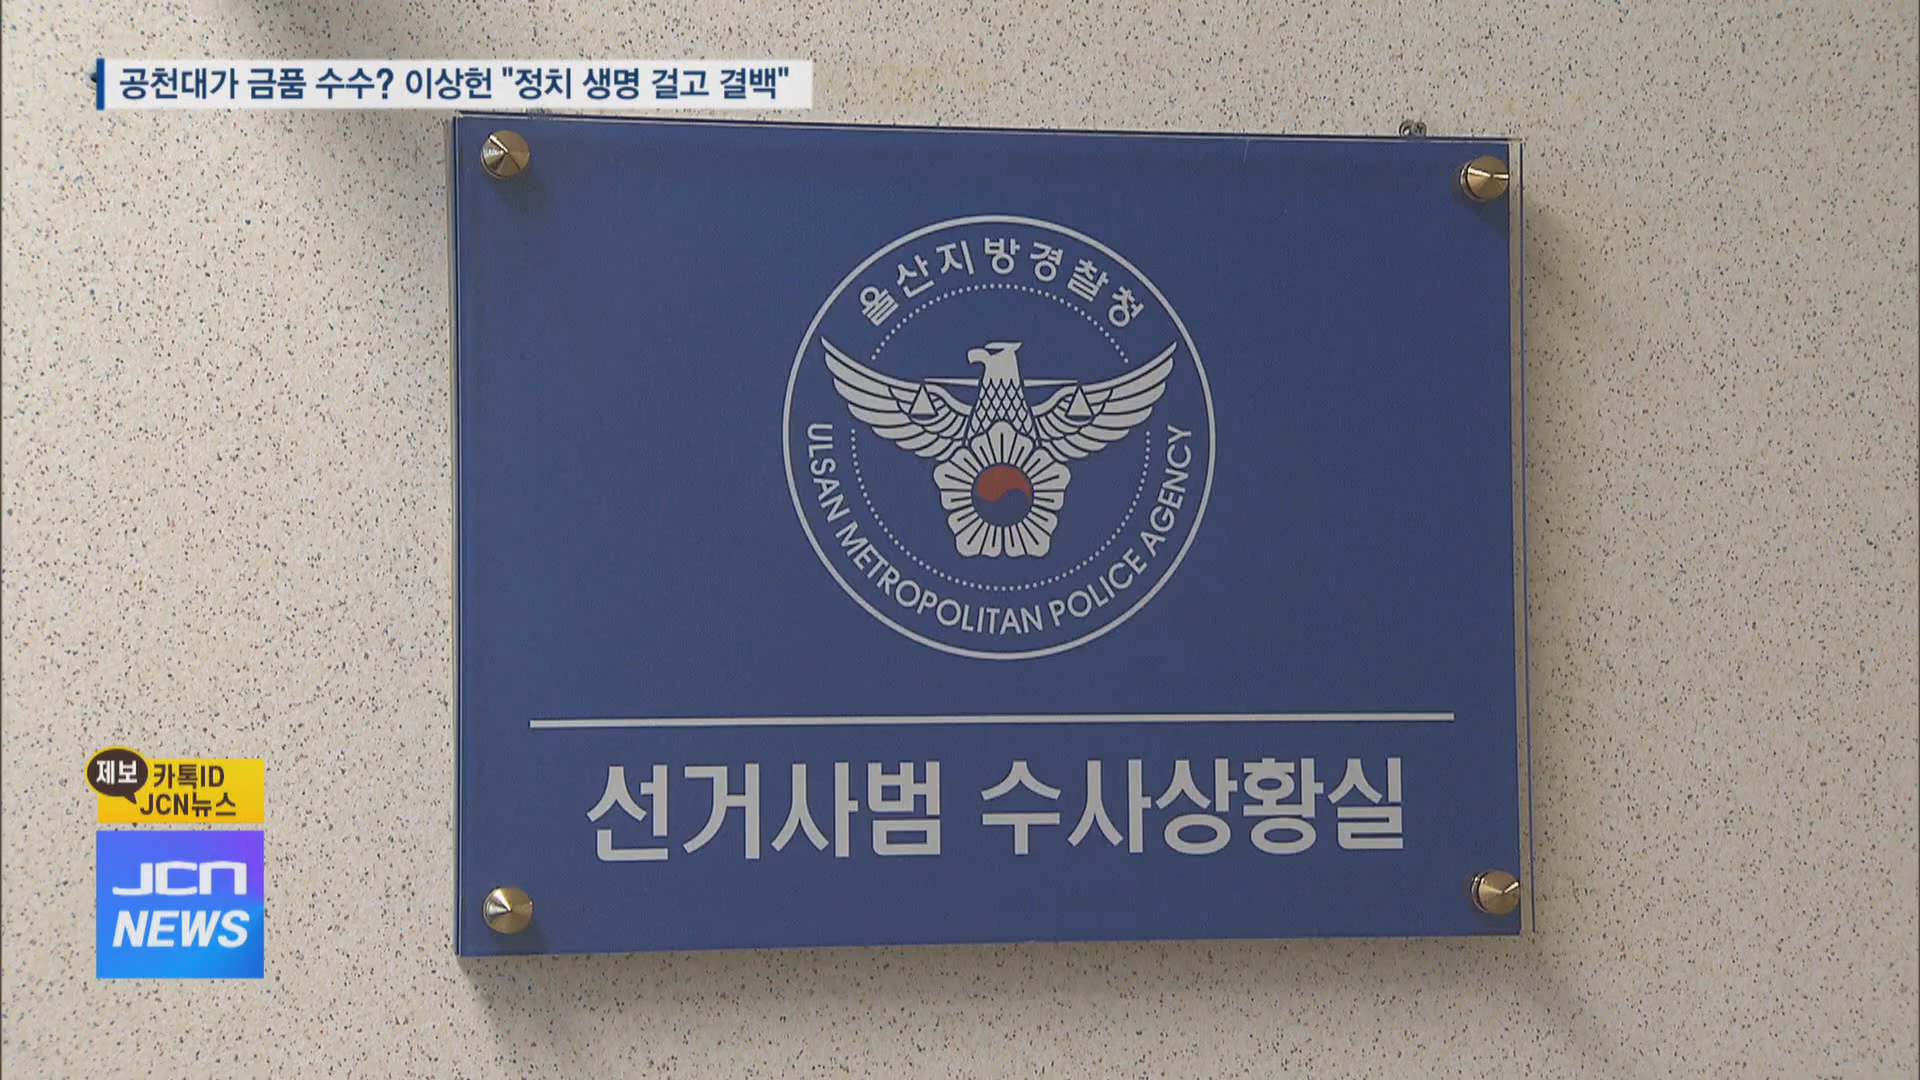 공천대가 금품 수수? 이상헌 "정치 생명 걸고 결백"
울산지방경찰청
ULSAN METROPOLITAN POLICE AGENCY
선거사범 수사상황실
제보 카톡ID
JCN뉴스
JCN
NEWS